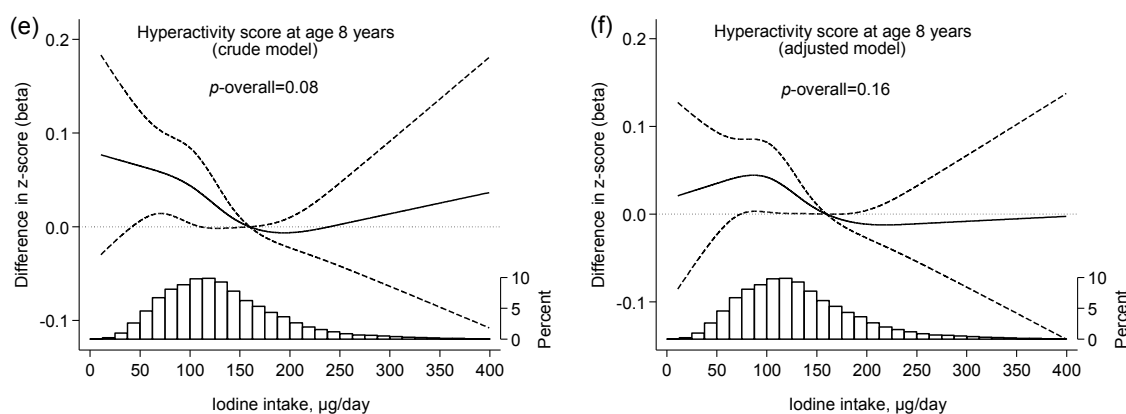 (e)
Hyperactivity score at age 8 years
(crude model)
p-overall=0.08
Difference in z-score (beta)
0.2
0.1
0.0
-0.1
10
5
0
Percent
0 50 100 150 200 250 300 350 400
Iodine intake, µg/day
(f)
Hyperactivity score at age 8 years
(adjusted model)
p-overall=0.16
Difference in z-score (beta)
0.2
0.1
0.0
-0.1
10
5
0
Percent
0 50 100 150 200 250 300 350 400
Iodine intake, µg/day